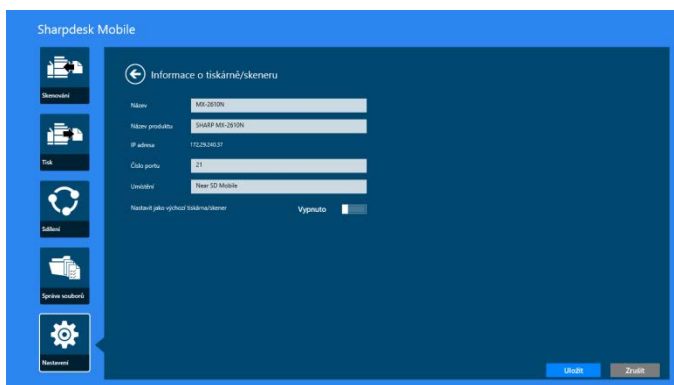 Sharpdesk Mobile
Skenování
Tisk
Sdílení
Správa souborů
Nastavení
Informace o tiskárně/skeneru
Název MX-2610N
Název produktu SHARP MX-2610N
IP adresa 172.29.240.37
Číslo portu 21
Umístění Near SD Mobile
Nastavit jako výchozí tiskárna/skener Vypnuto
Uložit Zrušit